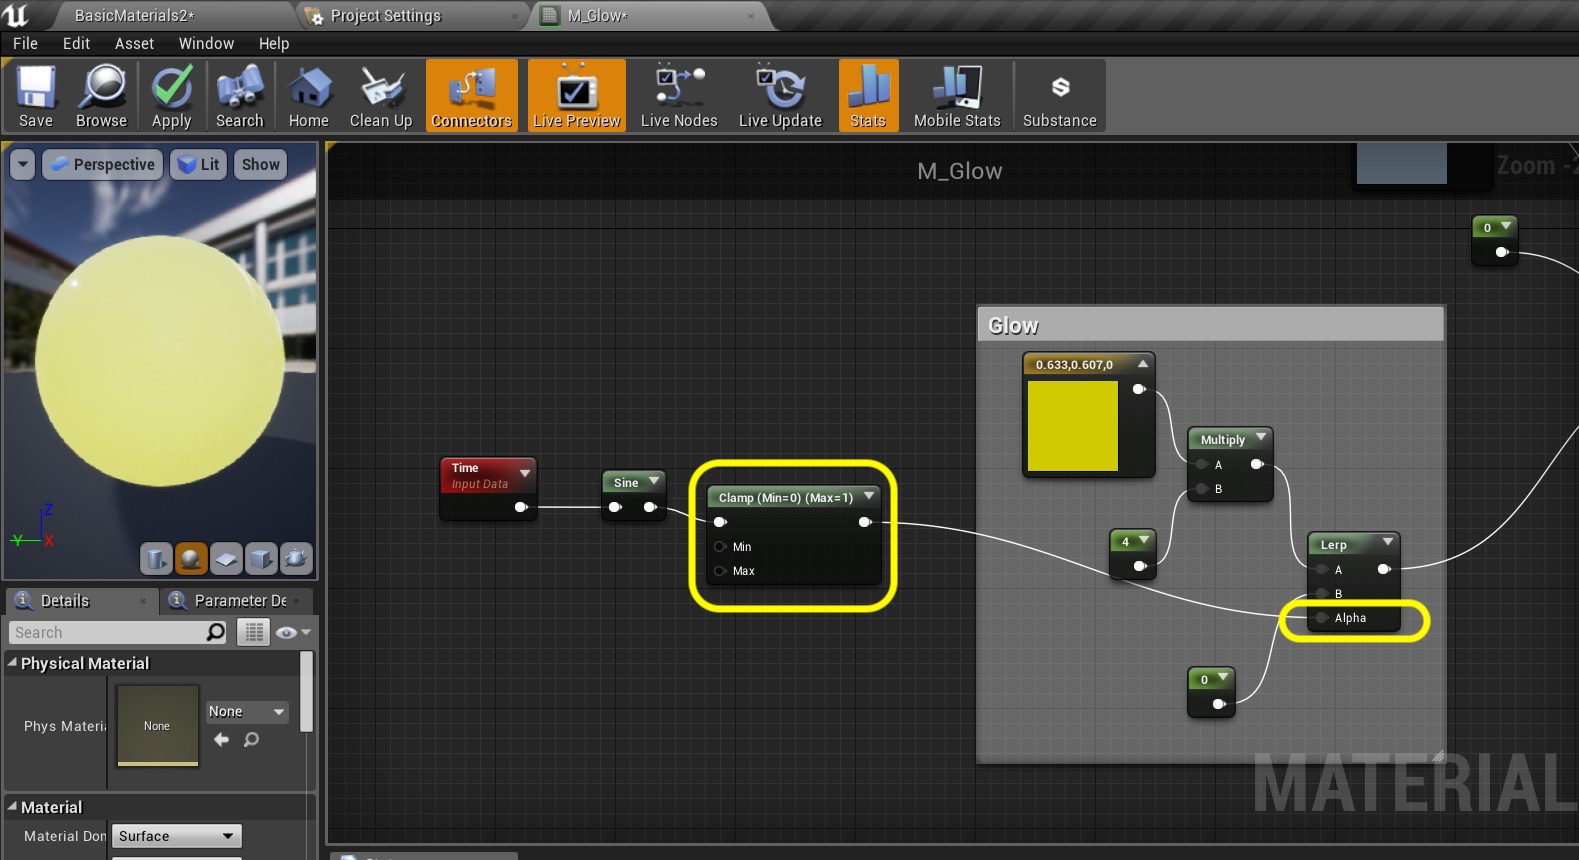 BasicMaterials2*
Project Settings
M_Glow*
File Edit Asset Window Help
Save Browse Apply Search Home Clean Up Connectors Live Preview Live Nodes Live Update Stats Mobile Stats Substance
Perspective Lit Show
M_Glow
Zoom -2
0
Glow
0.633,0.607,0
Multiply
A
B
Time
Input Data
Sine
Clamp (Min=0) (Max=1)
Min
Max
4
Lerp
A
B
Alpha
0
MATERIAL
Z
Y
X
Details
Parameter De
Search
Physical Material
Phys Materi
None
None
Material
Material Don
Surface